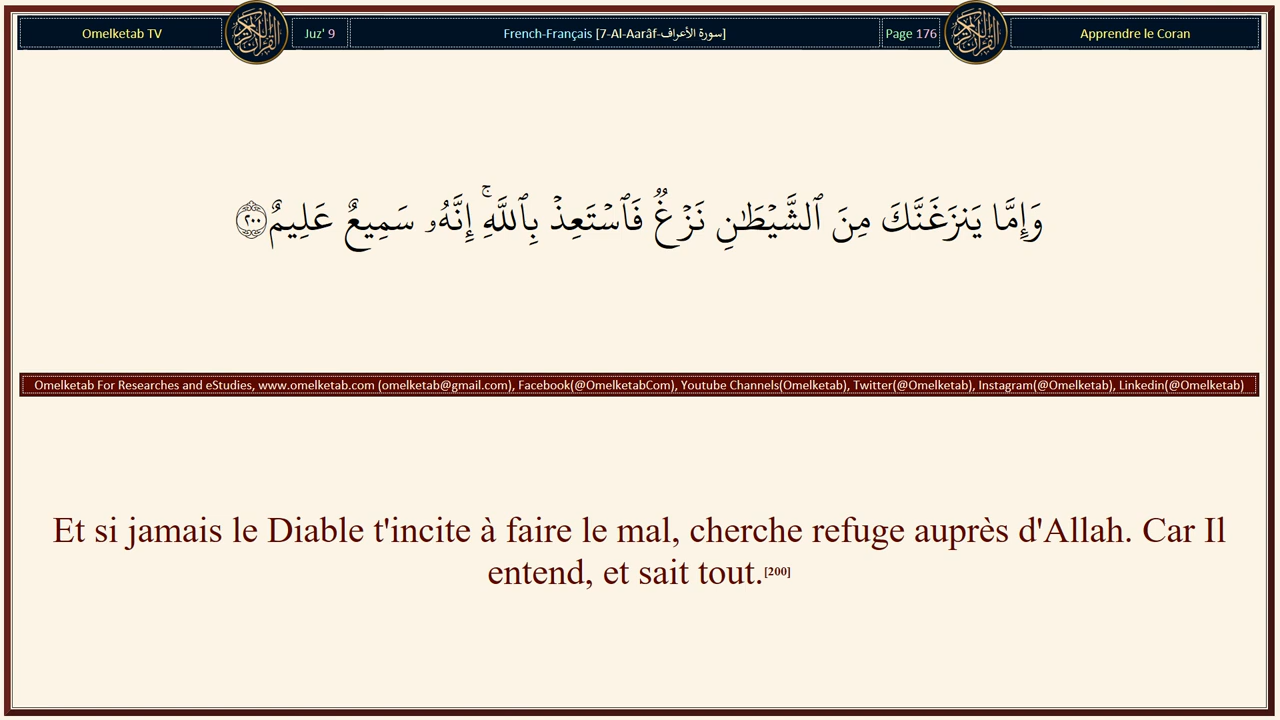 Omelketab TV
Juz' 9
French-Français [7-Al-Aarâf-سورة الأعراف]
Page 176
Apprendre le Coran
وَإِمَّا يَنزَغَنَّكَ مِنَ ٱلشَّيۡطَٰنِ نَزۡغٞ فَٱسۡتَعِذۡ بِٱللَّهِۚ إِنَّهُۥ سَمِيعٌ عَلِيمٌ ٢٠٠
Omelketab For Researches and eStudies, www.omelketab.com (omelketab@gmail.com), Facebook(@OmelketabCom), Youtube Channels(Omelketab), Twitter(@Omelketab), Instagram(@Omelketab), Linkedin(@Omelketab)
Et si jamais le Diable t'incite à faire le mal, cherche refuge auprès d'Allah. Car Il
entend, et sait tout.[200]